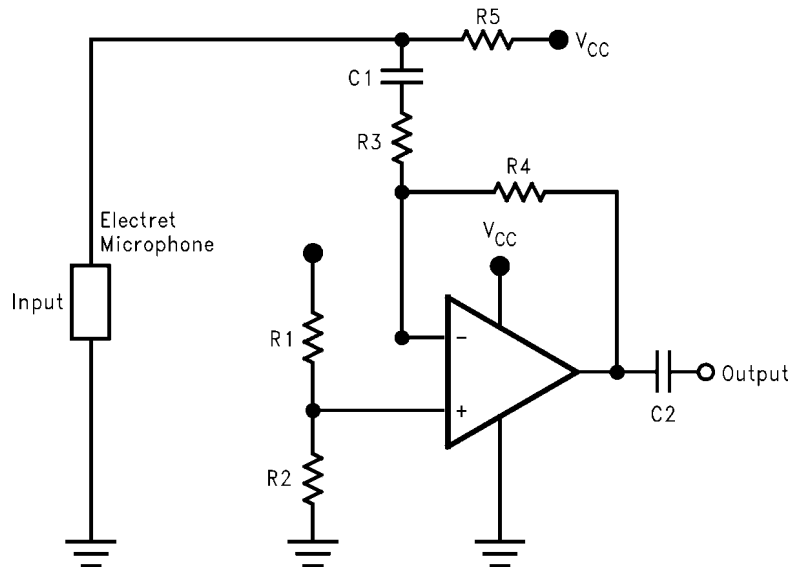 R5
VCC
C1
R3
R4
Electret
Microphone
VCC
Input
R1
−
Output
+
C2
R2